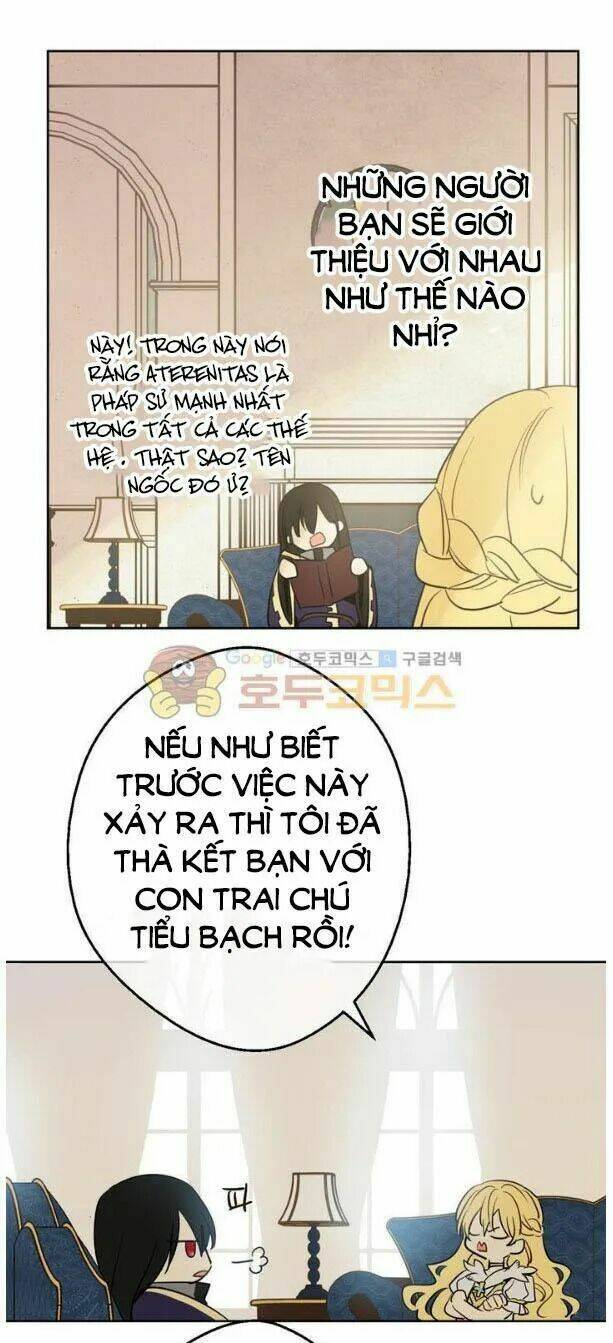 NHỮNG NGƯỜI
BẠN SẼ GIỚI
THIỆU VỚI NHAU
NHƯ THẾ NÀO
NHỈ?
NÀY! TRONG NÀY NÓI
RẰNG ATERENITAS LÀ
PHÁP SƯ MẠNH NHẤT
TRONG TẤT CẢ CÁC THẾ
HỆ. THẬT SAO? TÊN
NGỐC ĐÓ Ư?
Google 호두코믹스 구글검색
호두코믹스
NẾU NHƯ BIẾT
TRƯỚC VIỆC NÀY
XẢY RA THÌ TÔI ĐÃ
THÀ KẾT BẠN VỚI
CON TRAI CHÚ
TIỂU BẠCH RỒI!
피